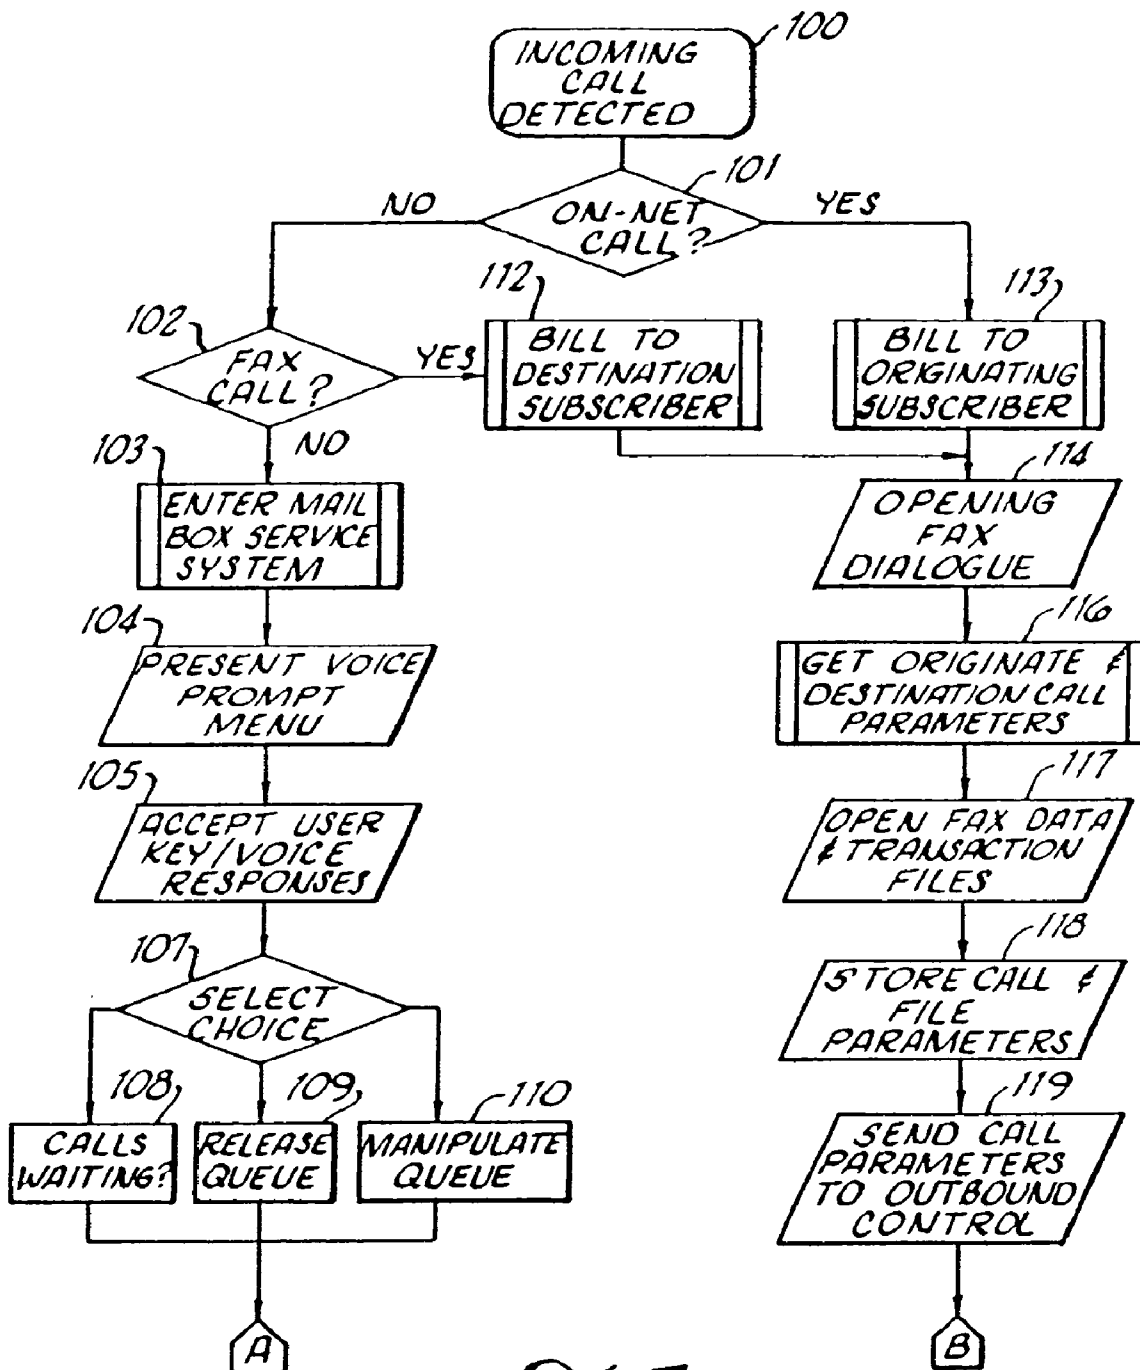 100
INCOMING
CALL
DETECTED
101
NO
ON-NET
CALL?
YES
112
113
102
FAX
CALL?
YES
BILL TO
DESTINATION
SUBSCRIBER
BILL TO
ORIGINATING
SUBSCRIBER
NO
103
ENTER MAIL
BOX SERVICE
SYSTEM
114
OPENING
FAX
DIALOGUE
104
PRESENT VOICE
PROMPT
MENU
116
GET ORIGINATE &
DESTINATION CALL
PARAMETERS
105
ACCEPT USER
KEY/VOICE
RESPONSES
117
OPEN FAX DATA
& TRANSACTION
FILES
107
SELECT
CHOICE
118
STORE CALL &
FILE
PARAMETERS
108
CALLS
WAITING?
109
RELEASE
QUEUE
110
MANIPULATE
QUEUE
119
SEND CALL
PARAMETERS
TO OUTBOUND
CONTROL
A
B